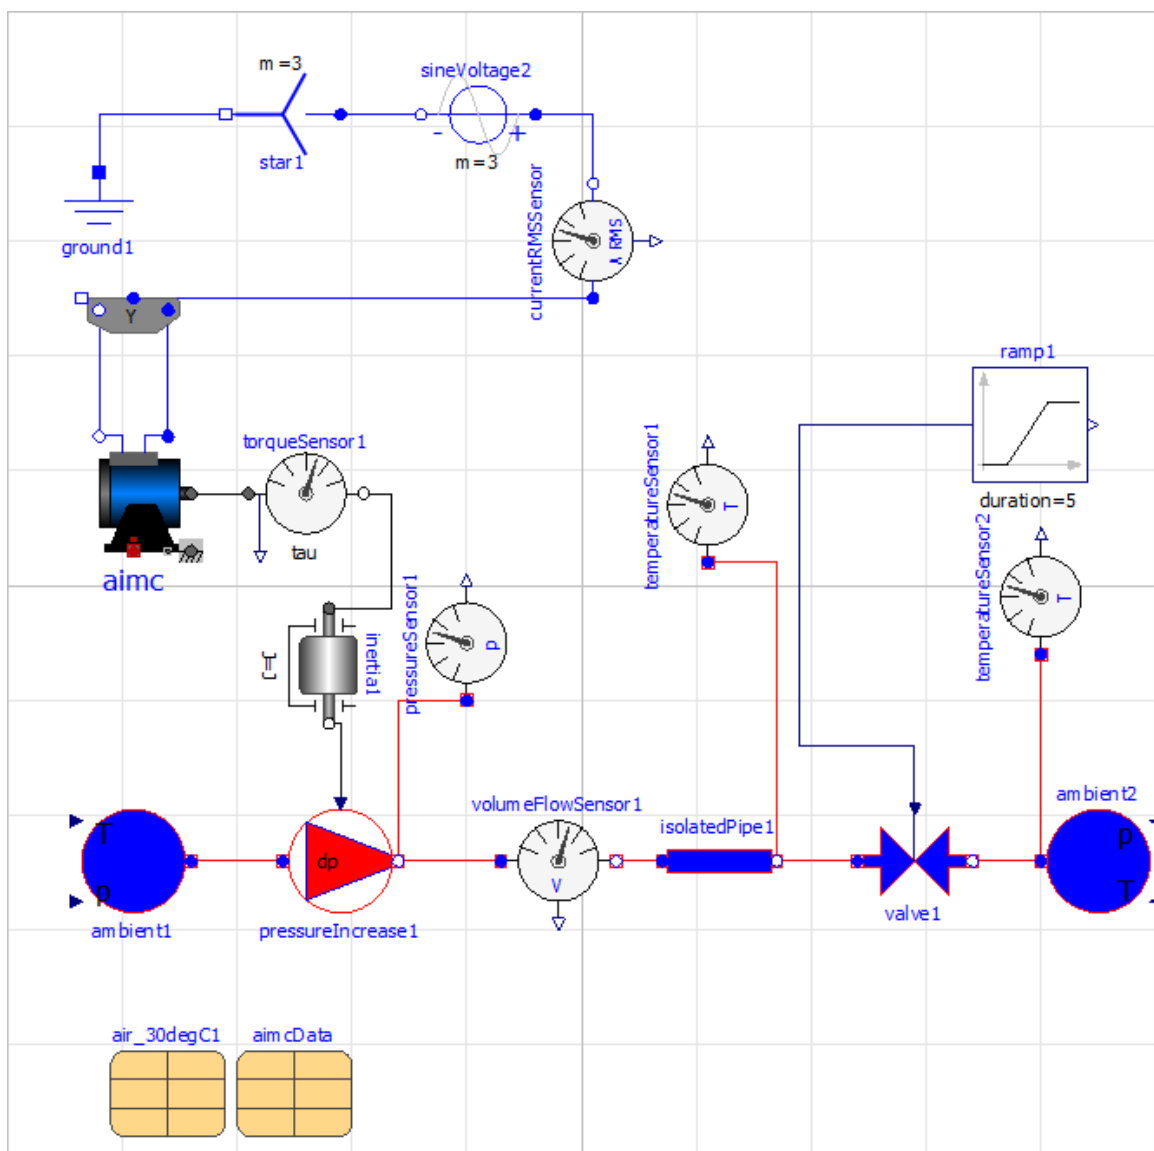 m=3
sineVoltage2
- +
star1
m=3
currentRMSSensor
A RMS
ground1
Y
ramp1
torqueSensor1
temperatureSensor1
T
duration=5
tau
temperatureSensor2
T
aimc
pressureSensor1
p
J=J
inertia1
volumeFlowSensor1
ambient2
T
p
dp
isolatedPipe1
p
T
V
ambient1
pressureIncrease1
valve1
air_30degC1
aimcData